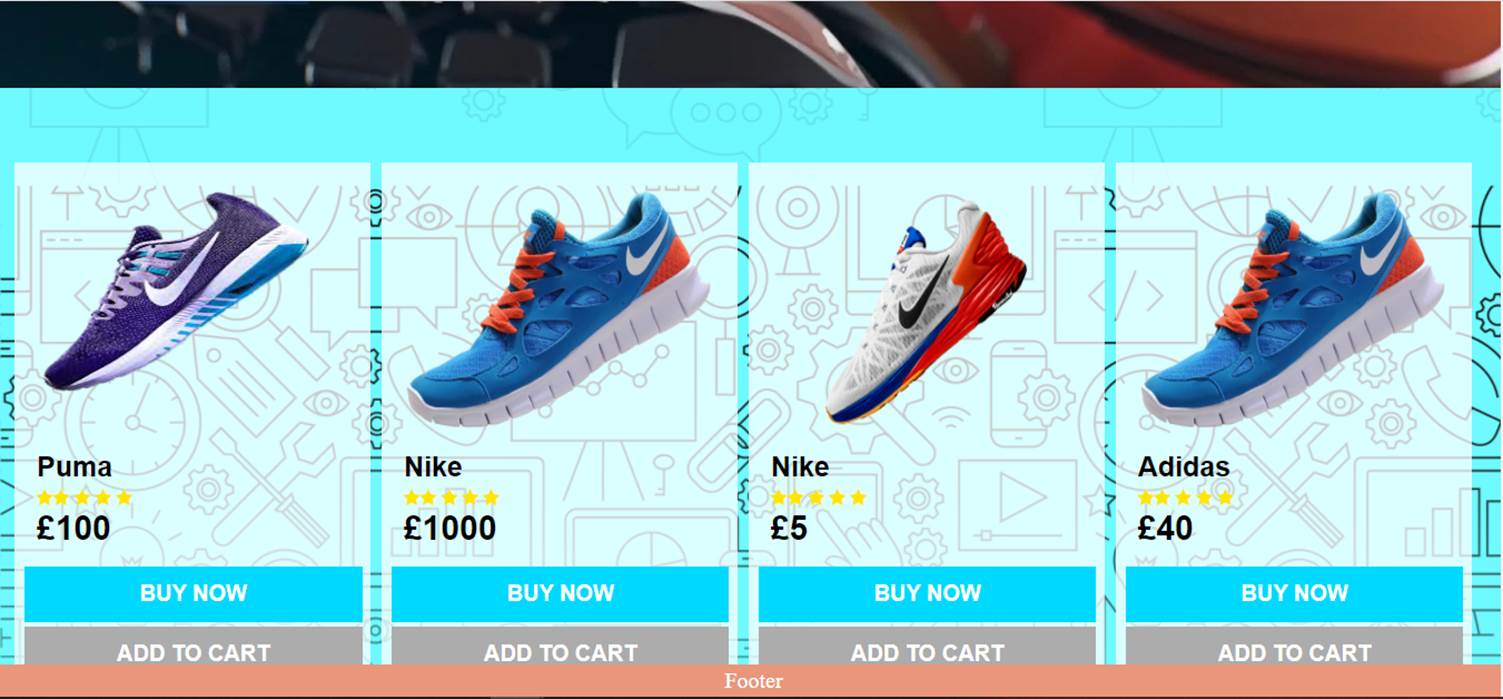 Puma
£100
BUY NOW
ADD TO CART
Nike
£1000
BUY NOW
ADD TO CART
Nike
£5
BUY NOW
ADD TO CART
Adidas
£40
BUY NOW
ADD TO CART
Footer